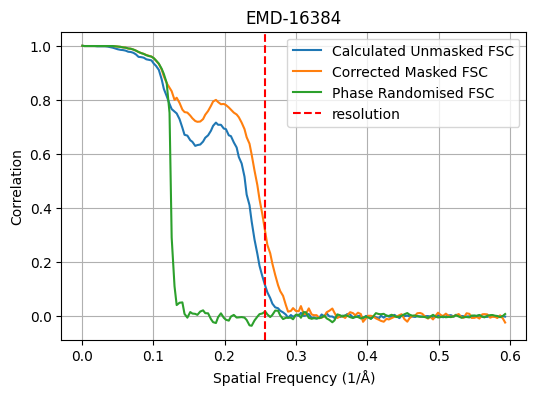 EMD-16384
1.0
0.8
0.6
0.4
0.2
0.0
Correlation
Calculated Unmasked FSC
Corrected Masked FSC
Phase Randomised FSC
resolution
0.0 0.1 0.2 0.3 0.4 0.5 0.6
Spatial Frequency (1/Å)